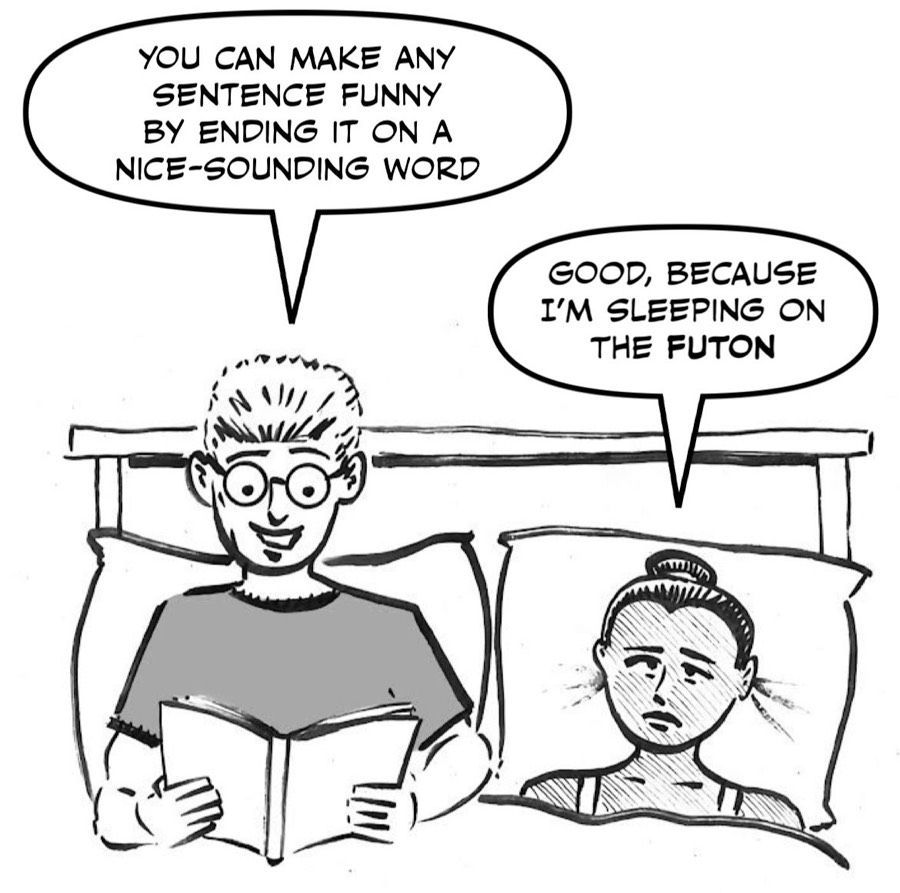 YOU CAN MAKE ANY
SENTENCE FUNNY
BY ENDING IT ON A
NICE-SOUNDING WORD
GOOD, BECAUSE
I'M SLEEPING ON
THE FUTON